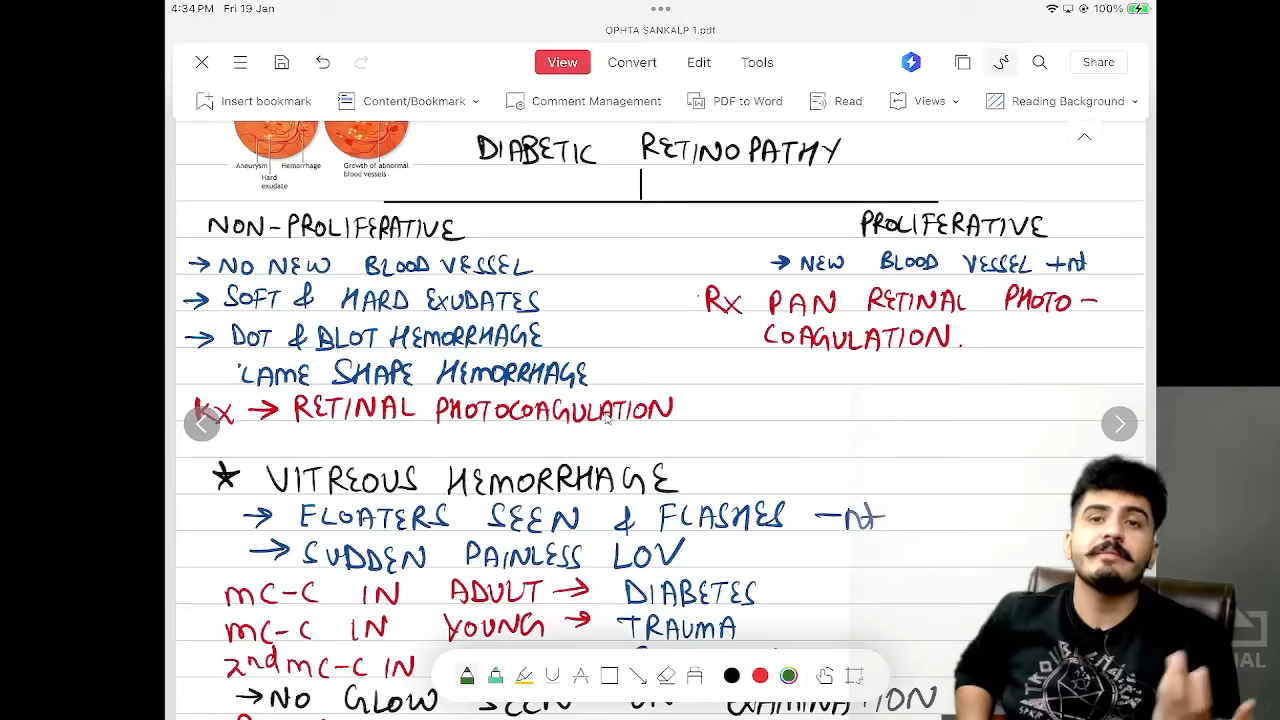 4:34 PM Fri 19 Jan
100%
OPHTA SANKALP 1.pdf
View Convert Edit Tools
Share
Insert bookmark Content/Bookmark Comment Management PDF to Word Read Views Reading Background
Aneurysm Hemorrhage
Hard
exudate
Growth of abnormal
blood vessels
DIABETIC RETINOPATHY
NON-PROLIFERATIVE
→ NO NEW BLOOD VESSEL
→ SOFT & HARD EXUDATES
→ DOT & BLOT HEMORRHAGE
LAME SHAPE HEMORRHAGE
Rx → RETINAL PHOTOCOAGULATION
PROLIFERATIVE
→ NEW BLOOD VESSEL +nt
Rx PAN RETINAL PHOTO-
COAGULATION.
* VITREOUS HEMORRHAGE
→ FLOATERS SEEN & FLASHES -nt
→ SUDDEN PAINLESS LOV
MC-C IN ADULT → DIABETES
MC-C IN YOUNG → TRAUMA
2nd MC-C IN
→ NO GLOW SEEN ON EXAMINATION